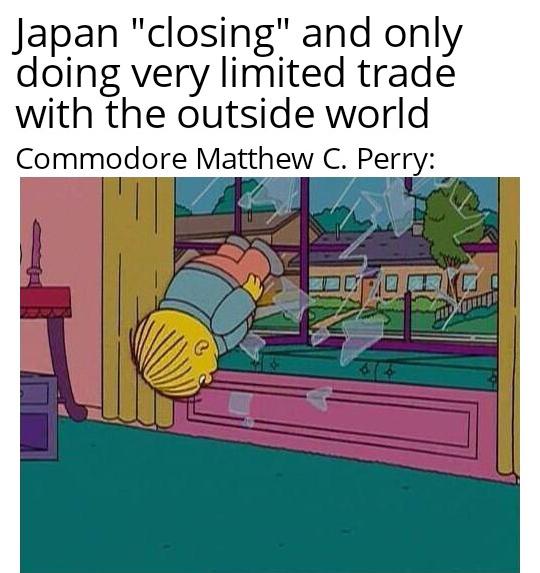 Japan "closing" and only
doing very limited trade
with the outside world
Commodore Matthew C. Perry: